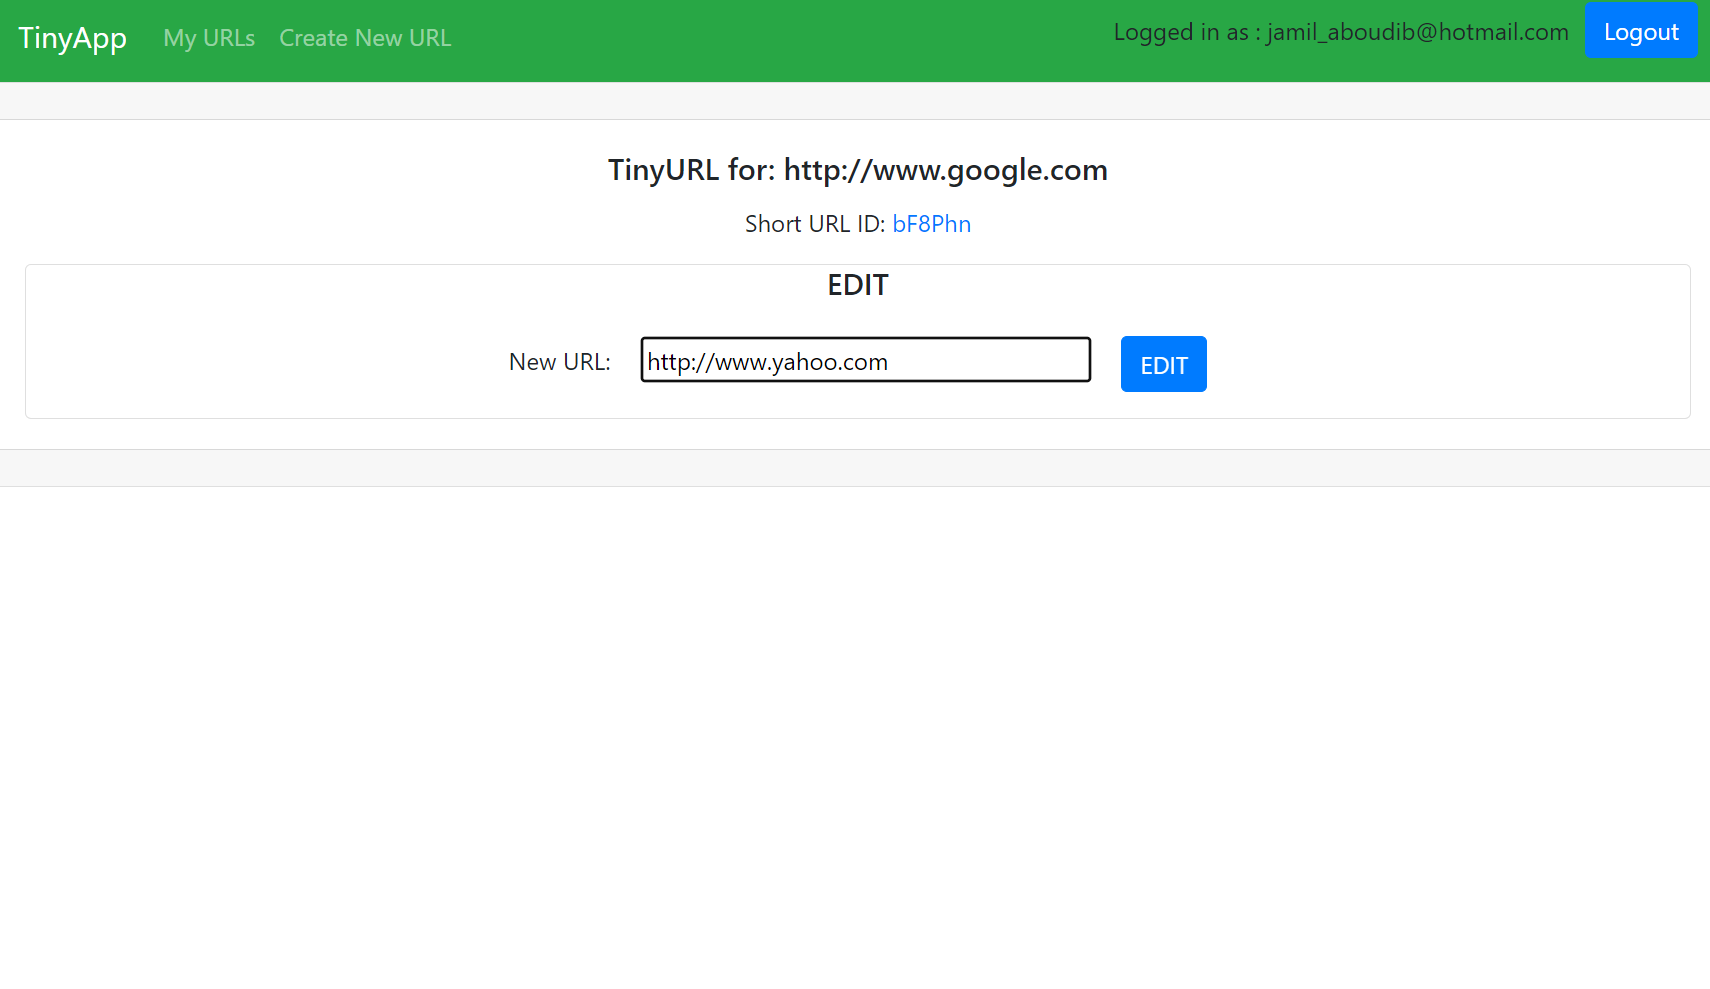 TinyApp My URLs Create New URL Logged in as : jamil_aboudib@hotmail.com Logout
TinyURL for: http://www.google.com
Short URL ID: bF8Phn
EDIT
New URL: http://www.yahoo.com EDIT